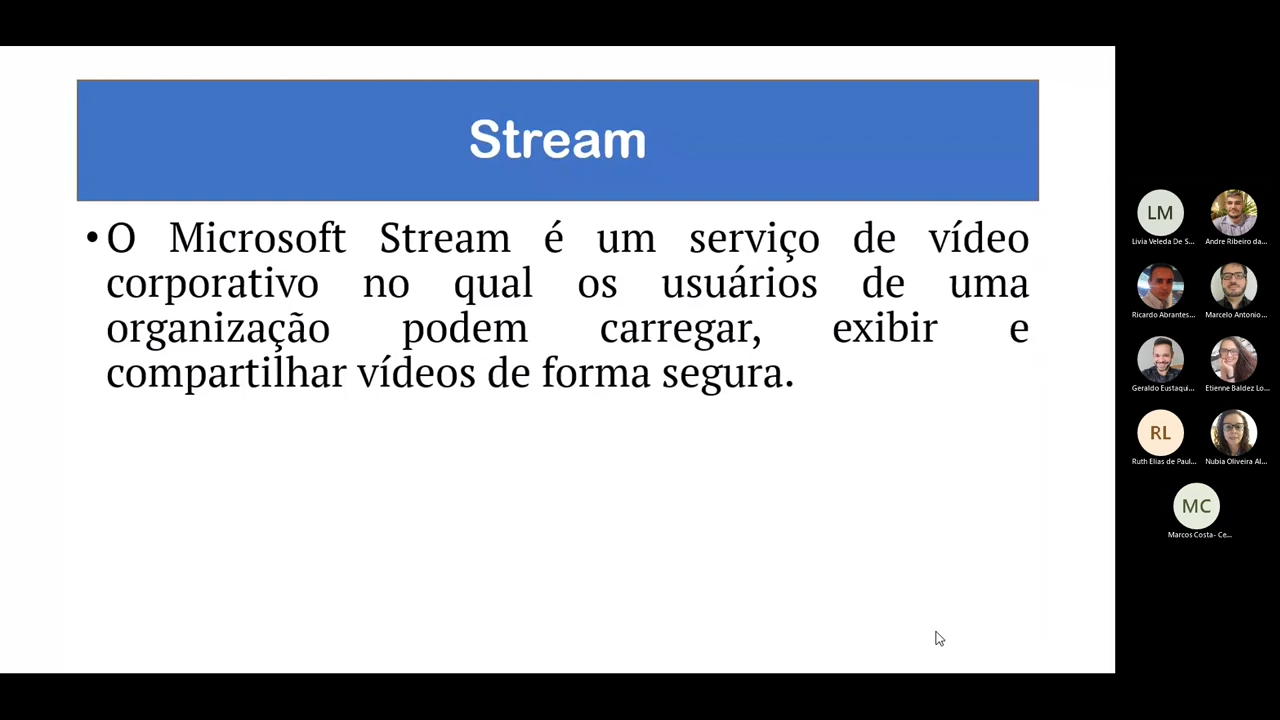 Stream
•O Microsoft Stream é um serviço de vídeo
corporativo no qual os usuários de uma
organização podem carregar, exibir e
compartilhar vídeos de forma segura.
LM
Livia Veleda De S...
Andre Ribeiro da...
Ricardo Abrantes...
Marcelo Antonio...
Geraldo Eustaqui...
Etienne Baldez Lo...
RL
Ruth Elias de Paul...
Nubia Oliveira Al...
MC
Marcos Costa- Ce...